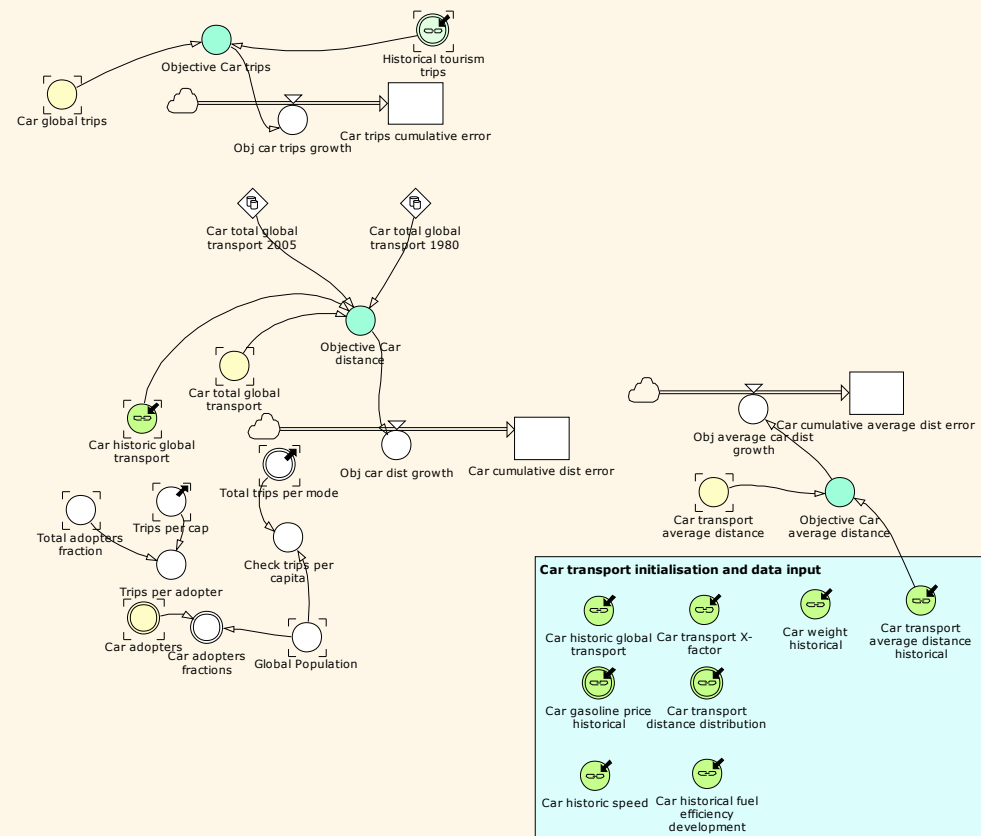 Objective Car trips
Historical tourism
trips
Car global trips
Obj car trips growth
Car trips cumulative error
Car total global
transport 2005
Car total global
transport 1980
Objective Car
distance
Car total global
transport
Car historic global
transport
Obj car dist growth
Car cumulative dist error
Total trips per mode
Trips per cap
Total adopters
fraction
Check trips per
capita
Trips per adopter
Car adopters
Car adopters
fractions
Global Population
Car cumulative average dist error
Obj average car dist
growth
Car transport
average distance
Objective Car
average distance
Car transport initialisation and data input
Car historic global
transport
Car transport X-
factor
Car weight
historical
Car transport
average distance
historical
Car gasoline price
historical
Car transport
distance distribution
Car historic speed
Car historical fuel
efficiency
development